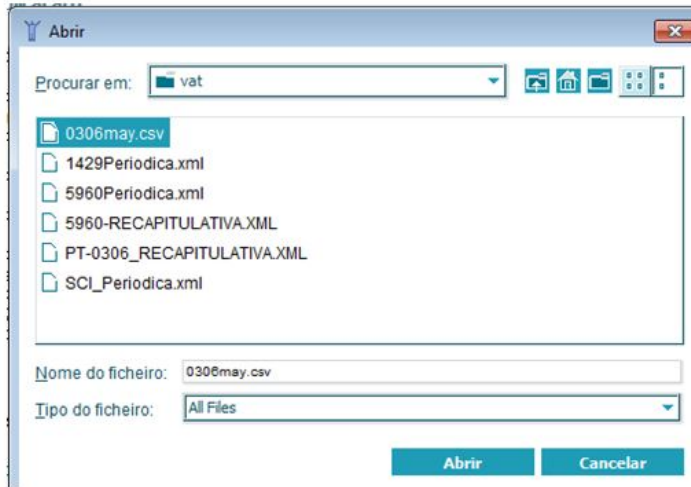 Abrir
Procurar em: vat
0306may.csv
1429Periodica.xml
5960Periodica.xml
5960-RECAPITULATIVA.XML
PT-0306_RECAPITULATIVA.XML
SCI_Periodica.xml
Nome do ficheiro: 0306may.csv
Tipo do ficheiro: All Files
Abrir Cancelar